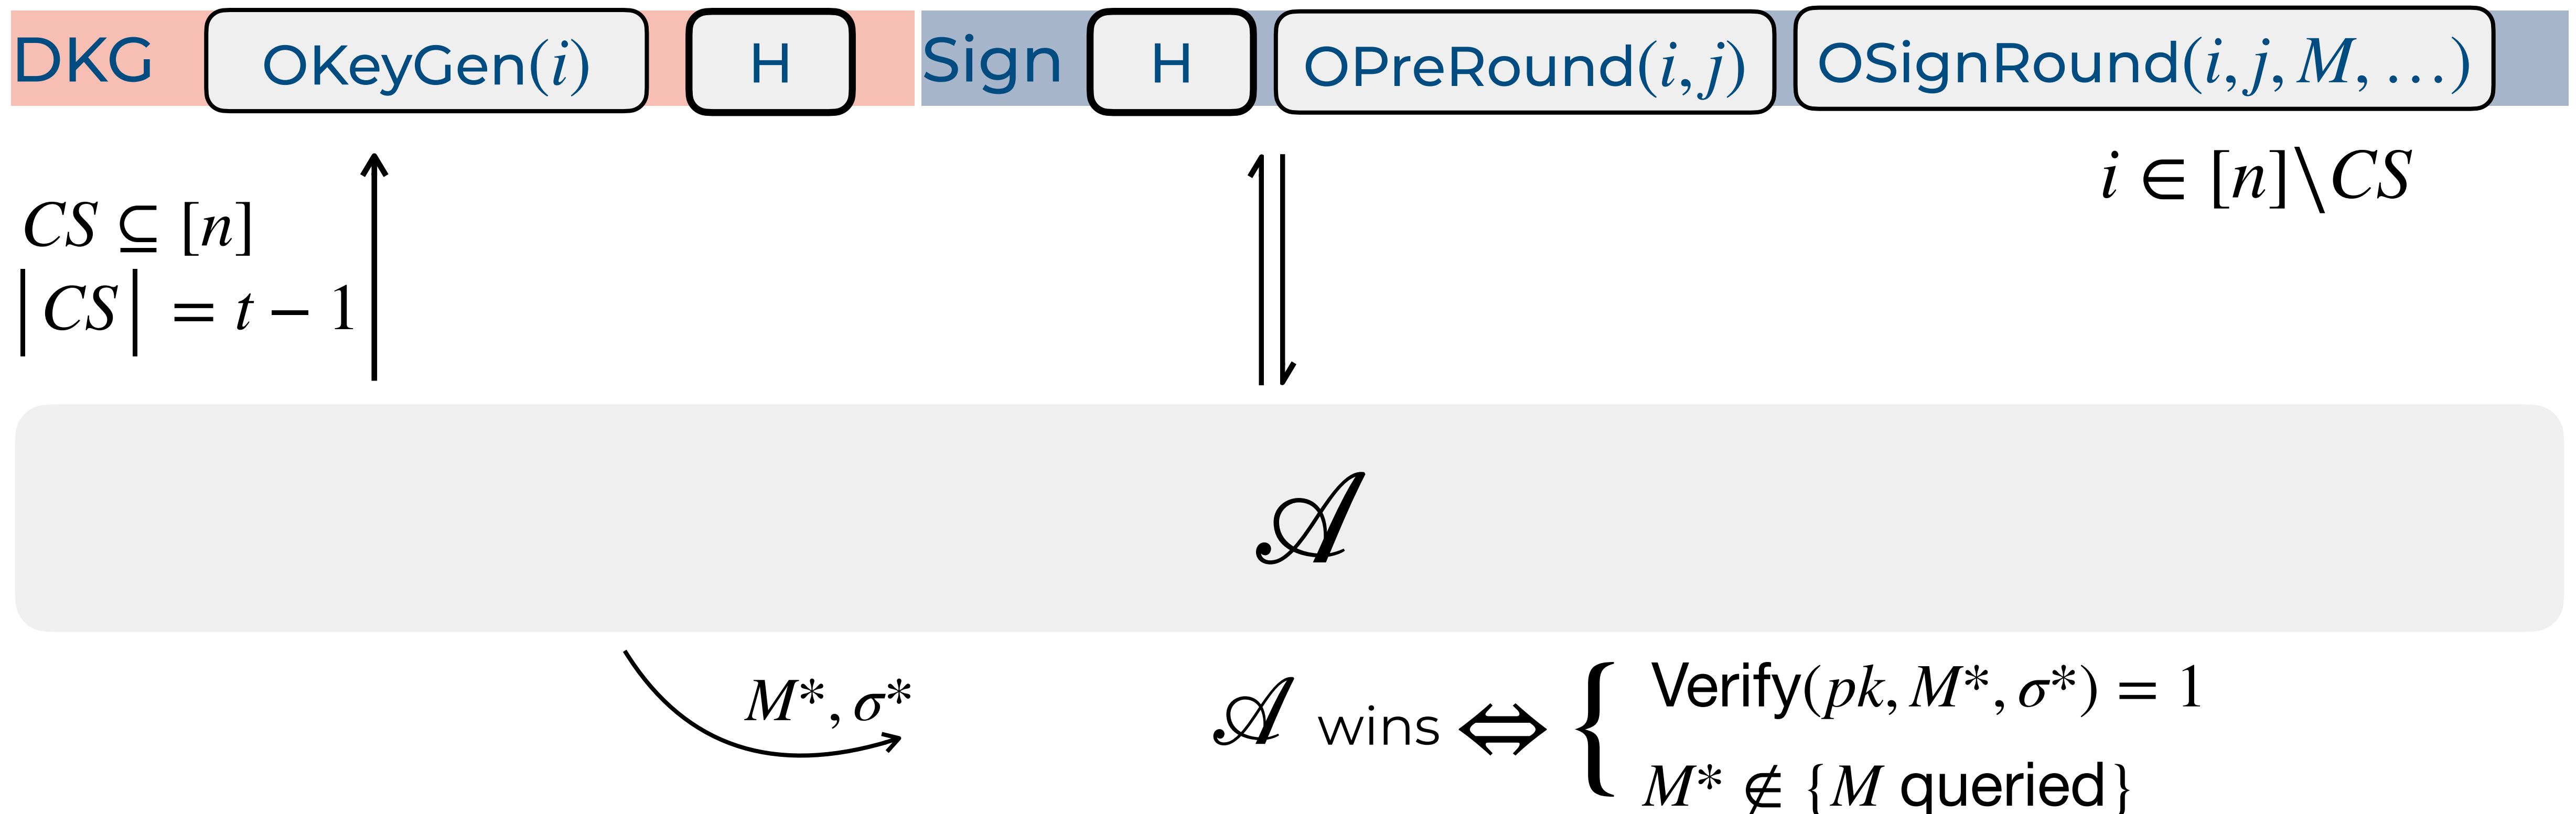 DKG OKeyGen(i) H Sign H OPreRound(i, j) OSignRound(i, j, M, …)
i ∈ [n]\CS
CS ⊆ [n]
|CS| = t − 1
𝒜
M*, σ*
𝒜 wins ⇔ { Verify(pk, M*, σ*) = 1
M* ∉ {M queried}